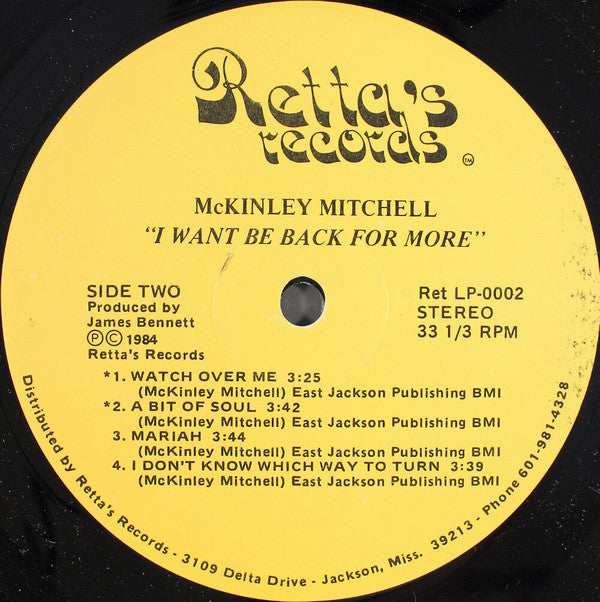 Retta's
records
TM
McKINLEY MITCHELL
"I WANT BE BACK FOR MORE"
SIDE TWO
Produced by
James Bennett
Ⓟ© 1984
Retta's Records
Ret LP-0002
STEREO
33 1/3 RPM
*1. WATCH OVER ME 3:25
(McKinley Mitchell) East Jackson Publishing BMI
*2. A BIT OF SOUL 3:42
(McKinley Mitchell) East Jackson Publishing BMI
3. MARIAH 3:44
(McKinley Mitchell) East Jackson Publishing BMI
4. I DON'T KNOW WHICH WAY TO TURN 3:39
(McKinley Mitchell) East Jackson Publishing BMI
Distributed by Retta's Records - 3109 Delta Drive - Jackson, Miss. 39213 - Phone 601-981-4328